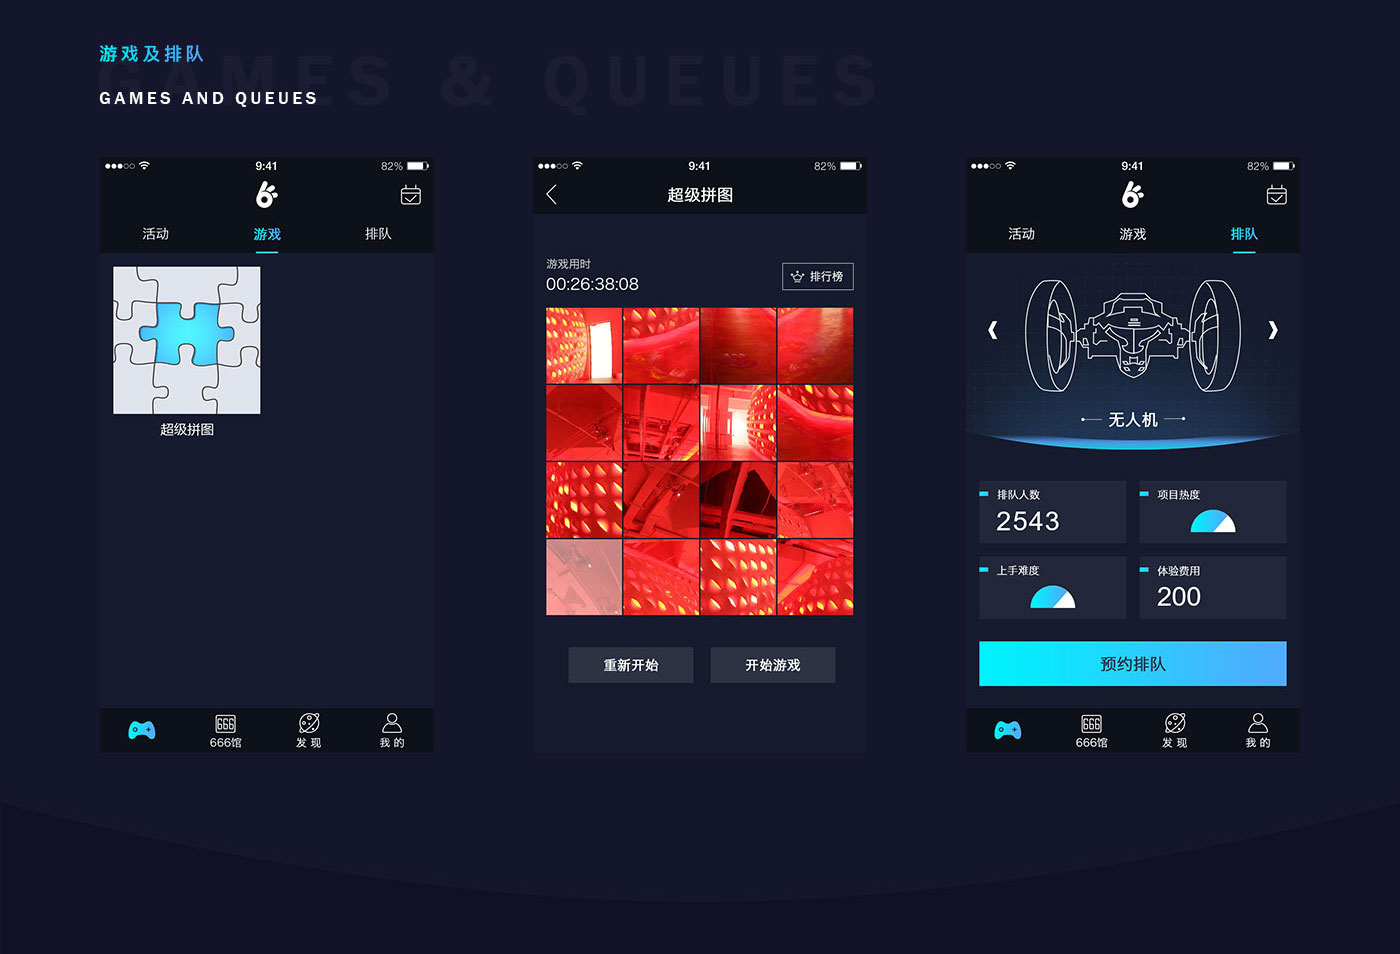 游戏及排队
GAMES & QUEUES
GAMES AND QUEUES
9:41
82%
活动
游戏
排队
超级拼图
666
666馆
发现
我的
9:41
82%
超级拼图
游戏用时
00:26:38:08
排行榜
重新开始
开始游戏
9:41
82%
活动
游戏
排队
无人机
排队人数
2543
项目热度
上手难度
体验费用
200
预约排队
666
666馆
发现
我的